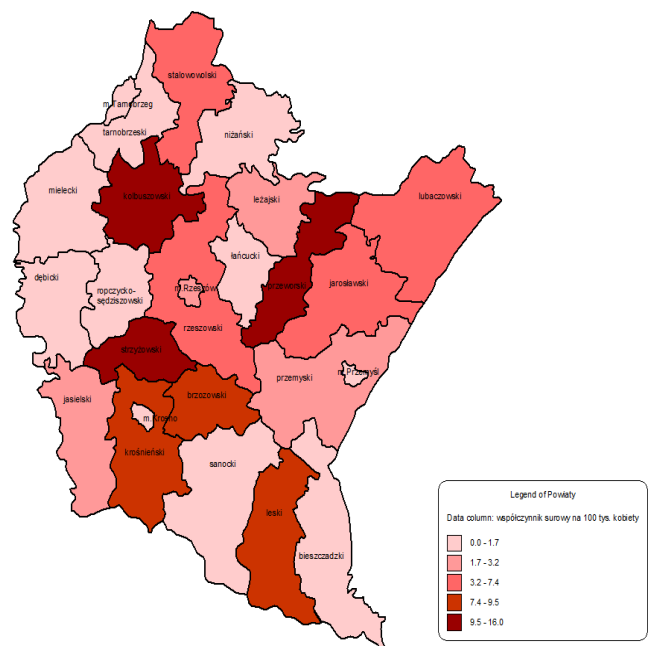 stalowowolski
m.Tarnobrzeg
tarnobrzeski
niżański
mielecki
kolbuszowski
leżajski
lubaczowski
łańcucki
dębicki
ropczycko-
sędziszowski
m.Rzeszów
przeworski
jarosławski
rzeszowski
strzyżowski
jasielski
przemyski
m.Przemyśl
brzozowski
m.Krosno
krośnieński
sanocki
leski
bieszczadzki
Legend of Powiaty
Data column: współczynnik surowy na 100 tys. kobiety
0.0 - 1.7
1.7 - 3.2
3.2 - 7.4
7.4 - 9.5
9.5 - 16.0